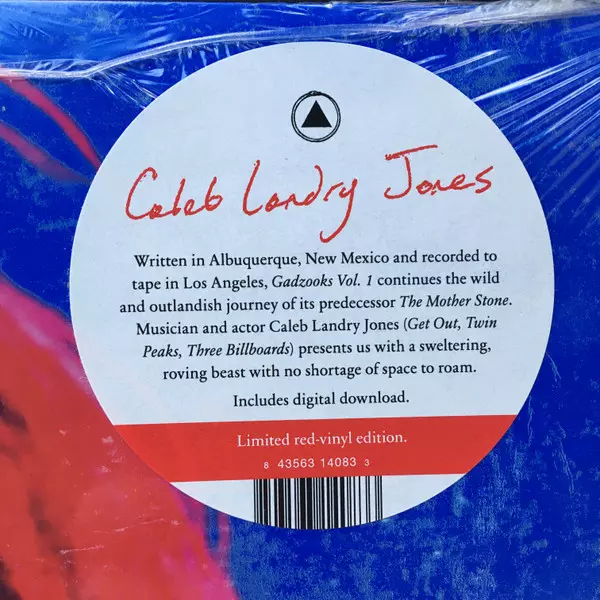 Caleb Landry Jones
Written in Albuquerque, New Mexico and recorded to
tape in Los Angeles, Gadzooks Vol. 1 continues the wild
and outlandish journey of its predecessor The Mother Stone.
Musician and actor Caleb Landry Jones (Get Out, Twin
Peaks, Three Billboards) presents us with a sweltering,
roving beast with no shortage of space to roam.
Includes digital download.
Limited red-vinyl edition.
8 43563 14083 3